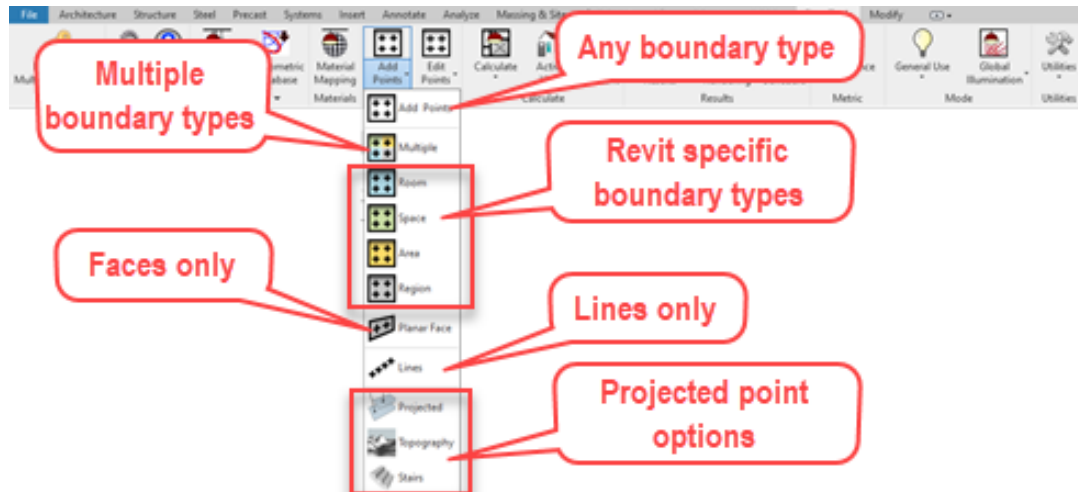 File Architecture Structure Steel Precast Systems Insert Annotate Analyze Massing & Site Modify
Any boundary type
Multiple
boundary types
Material
Mapping
Add
Points
Edit
Points
Calculate
General Use
Global
Illumination
Utilities
Materials
Calculate
Results
Metric
Mode
Utilities
Add Points
Multiple
Room
Space
Area
Region
Planar Face
Lines
Projected
Topography
Stairs
Revit specific
boundary types
Faces only
Lines only
Projected point
options